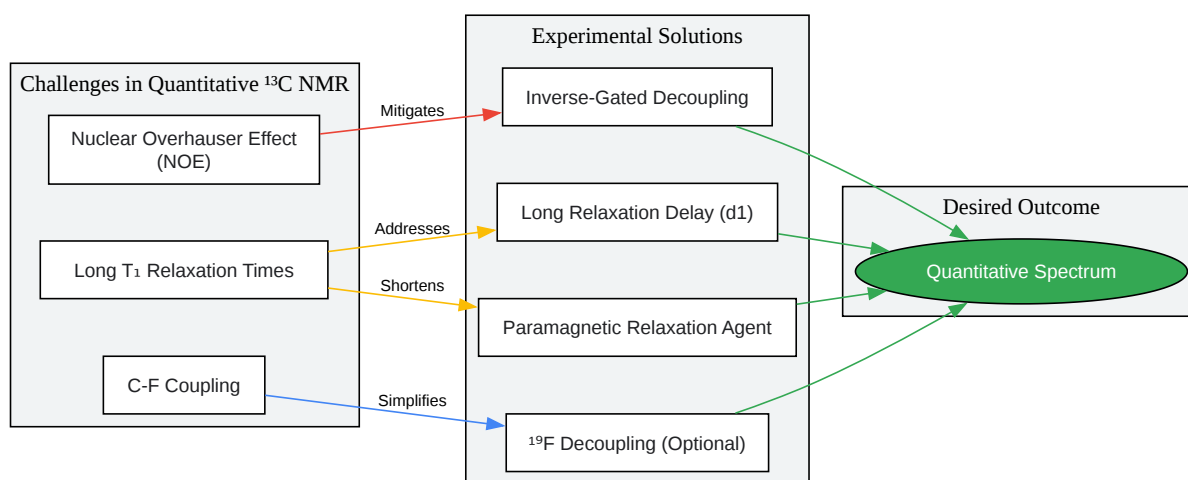 Challenges in Quantitative ¹³C NMR
Nuclear Overhauser Effect
(NOE)
Long T₁ Relaxation Times
C-F Coupling
Mitigates
Addresses
Shortens
Simplifies
Experimental Solutions
Inverse-Gated Decoupling
Long Relaxation Delay (d1)
Paramagnetic Relaxation Agent
¹⁹F Decoupling (Optional)
Desired Outcome
Quantitative Spectrum